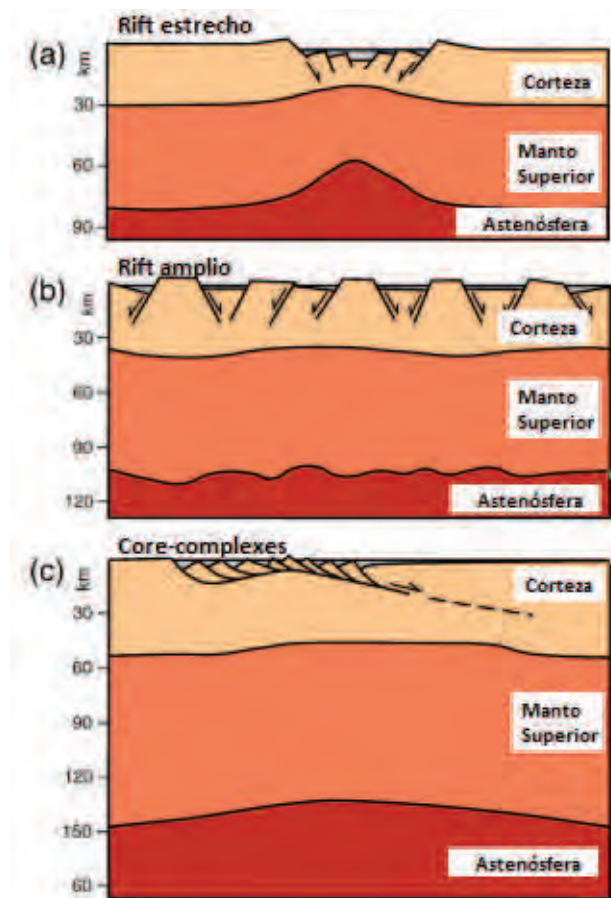 Rift estrecho
(a)
km
30
60
90
Corteza
Manto
Superior
Astenósfera
Rift amplio
(b)
km
30
60
90
120
Corteza
Manto
Superior
Astenósfera
Core-complexes
(c)
km
30
60
90
120
150
60
Corteza
Manto
Superior
Astenósfera